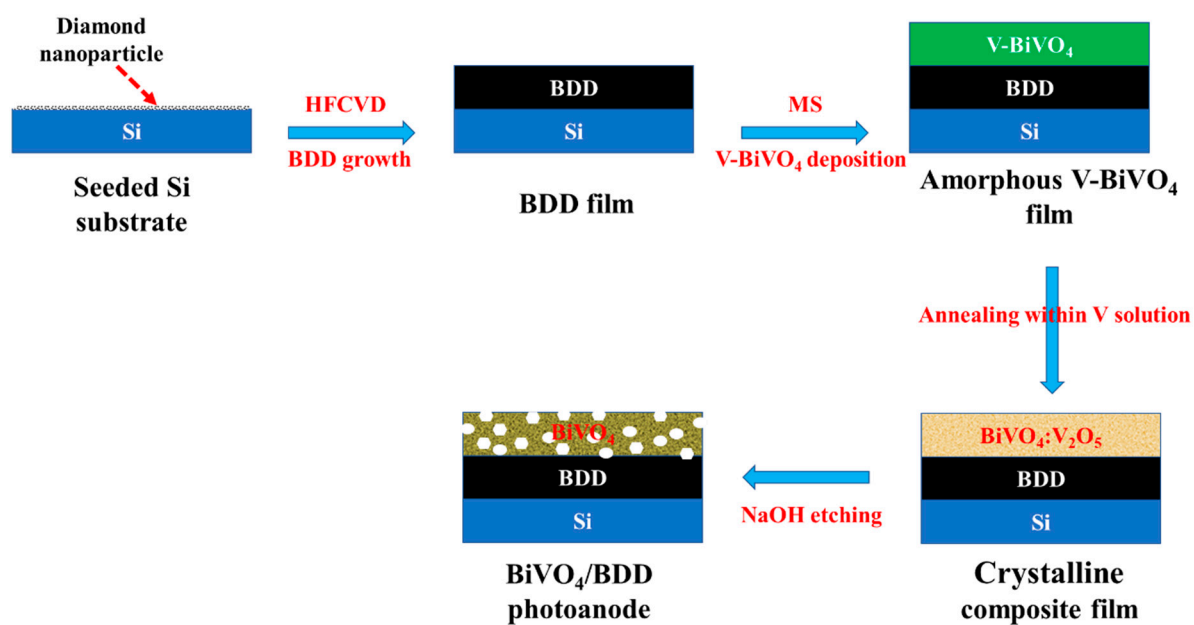 Diamond
nanoparticle
Si
Seeded Si
substrate
HFCVD
BDD growth
BDD
Si
BDD film
MS
V-BiVO₄ deposition
V-BiVO₄
BDD
Si
Amorphous V-BiVO₄
film
Annealing within V solution
BiVO₄:V₂O₅
BDD
Si
Crystalline
composite film
NaOH etching
BiVO₄
BDD
Si
BiVO₄/BDD
photoanode